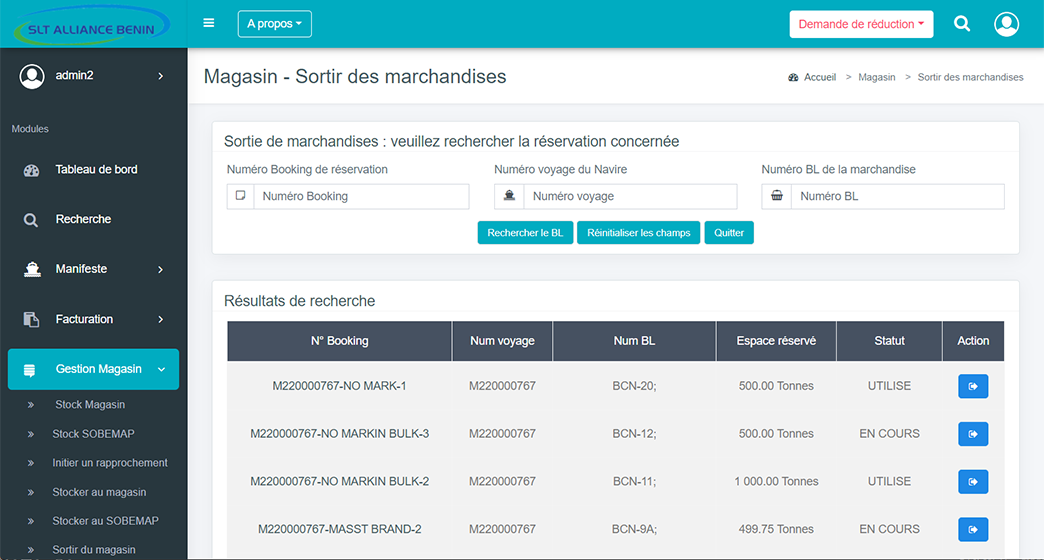 SLT ALLIANCE BENIN
A propos
Demande de réduction
admin2
Magasin - Sortir des marchandises
Accueil > Magasin > Sortir des marchandises
Modules
Tableau de bord
Recherche
Manifeste
Facturation
Gestion Magasin
» Stock Magasin
» Stock SOBEMAP
» Initier un rapprochement
» Stocker au magasin
» Stocker au SOBEMAP
» Sortir du magasin
Sortie de marchandises : veuillez rechercher la réservation concernée
Numéro Booking de réservation Numéro voyage du Navire Numéro BL de la marchandise
Numéro Booking Numéro voyage Numéro BL
Rechercher le BL Réinitialiser les champs Quitter
Résultats de recherche
N° Booking Num voyage Num BL Espace réservé Statut Action
M220000767-NO MARK-1 M220000767 BCN-20; 500.00 Tonnes UTILISE
M220000767-NO MARKIN BULK-3 M220000767 BCN-12; 500.00 Tonnes EN COURS
M220000767-NO MARKIN BULK-2 M220000767 BCN-11; 1 000.00 Tonnes UTILISE
M220000767-MASST BRAND-2 M220000767 BCN-9A; 499.75 Tonnes EN COURS